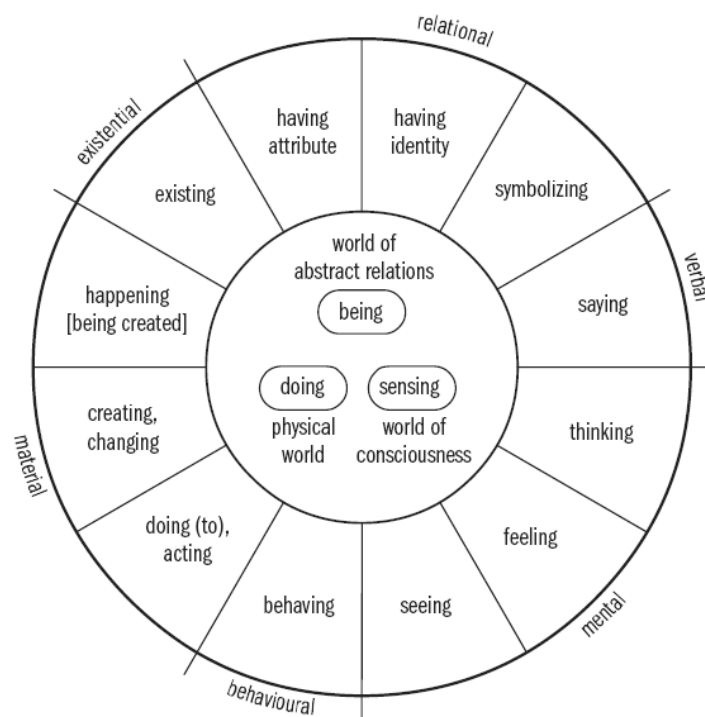 relational
existential
having
attribute
having
identity
existing
symbolizing
world of
abstract relations
being
verbal
happening
[being created]
saying
doing
sensing
physical
world
world of
consciousness
creating,
changing
thinking
material
doing (to),
acting
feeling
behaving
seeing
mental
behavioural